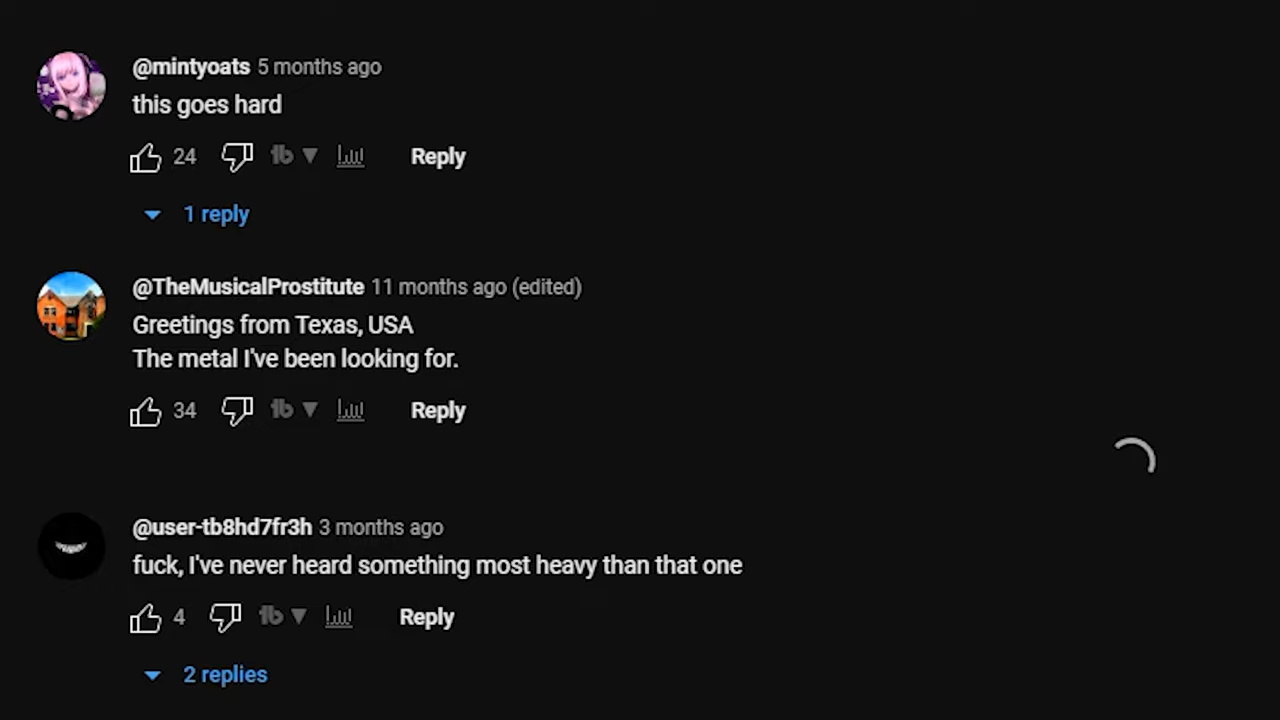 @mintyoats 5 months ago
this goes hard
24 Reply
1 reply
@TheMusicalProstitute 11 months ago (edited)
Greetings from Texas, USA
The metal I've been looking for.
34 Reply
@user-tb8hd7fr3h 3 months ago
fuck, I've never heard something most heavy than that one
4 Reply
2 replies